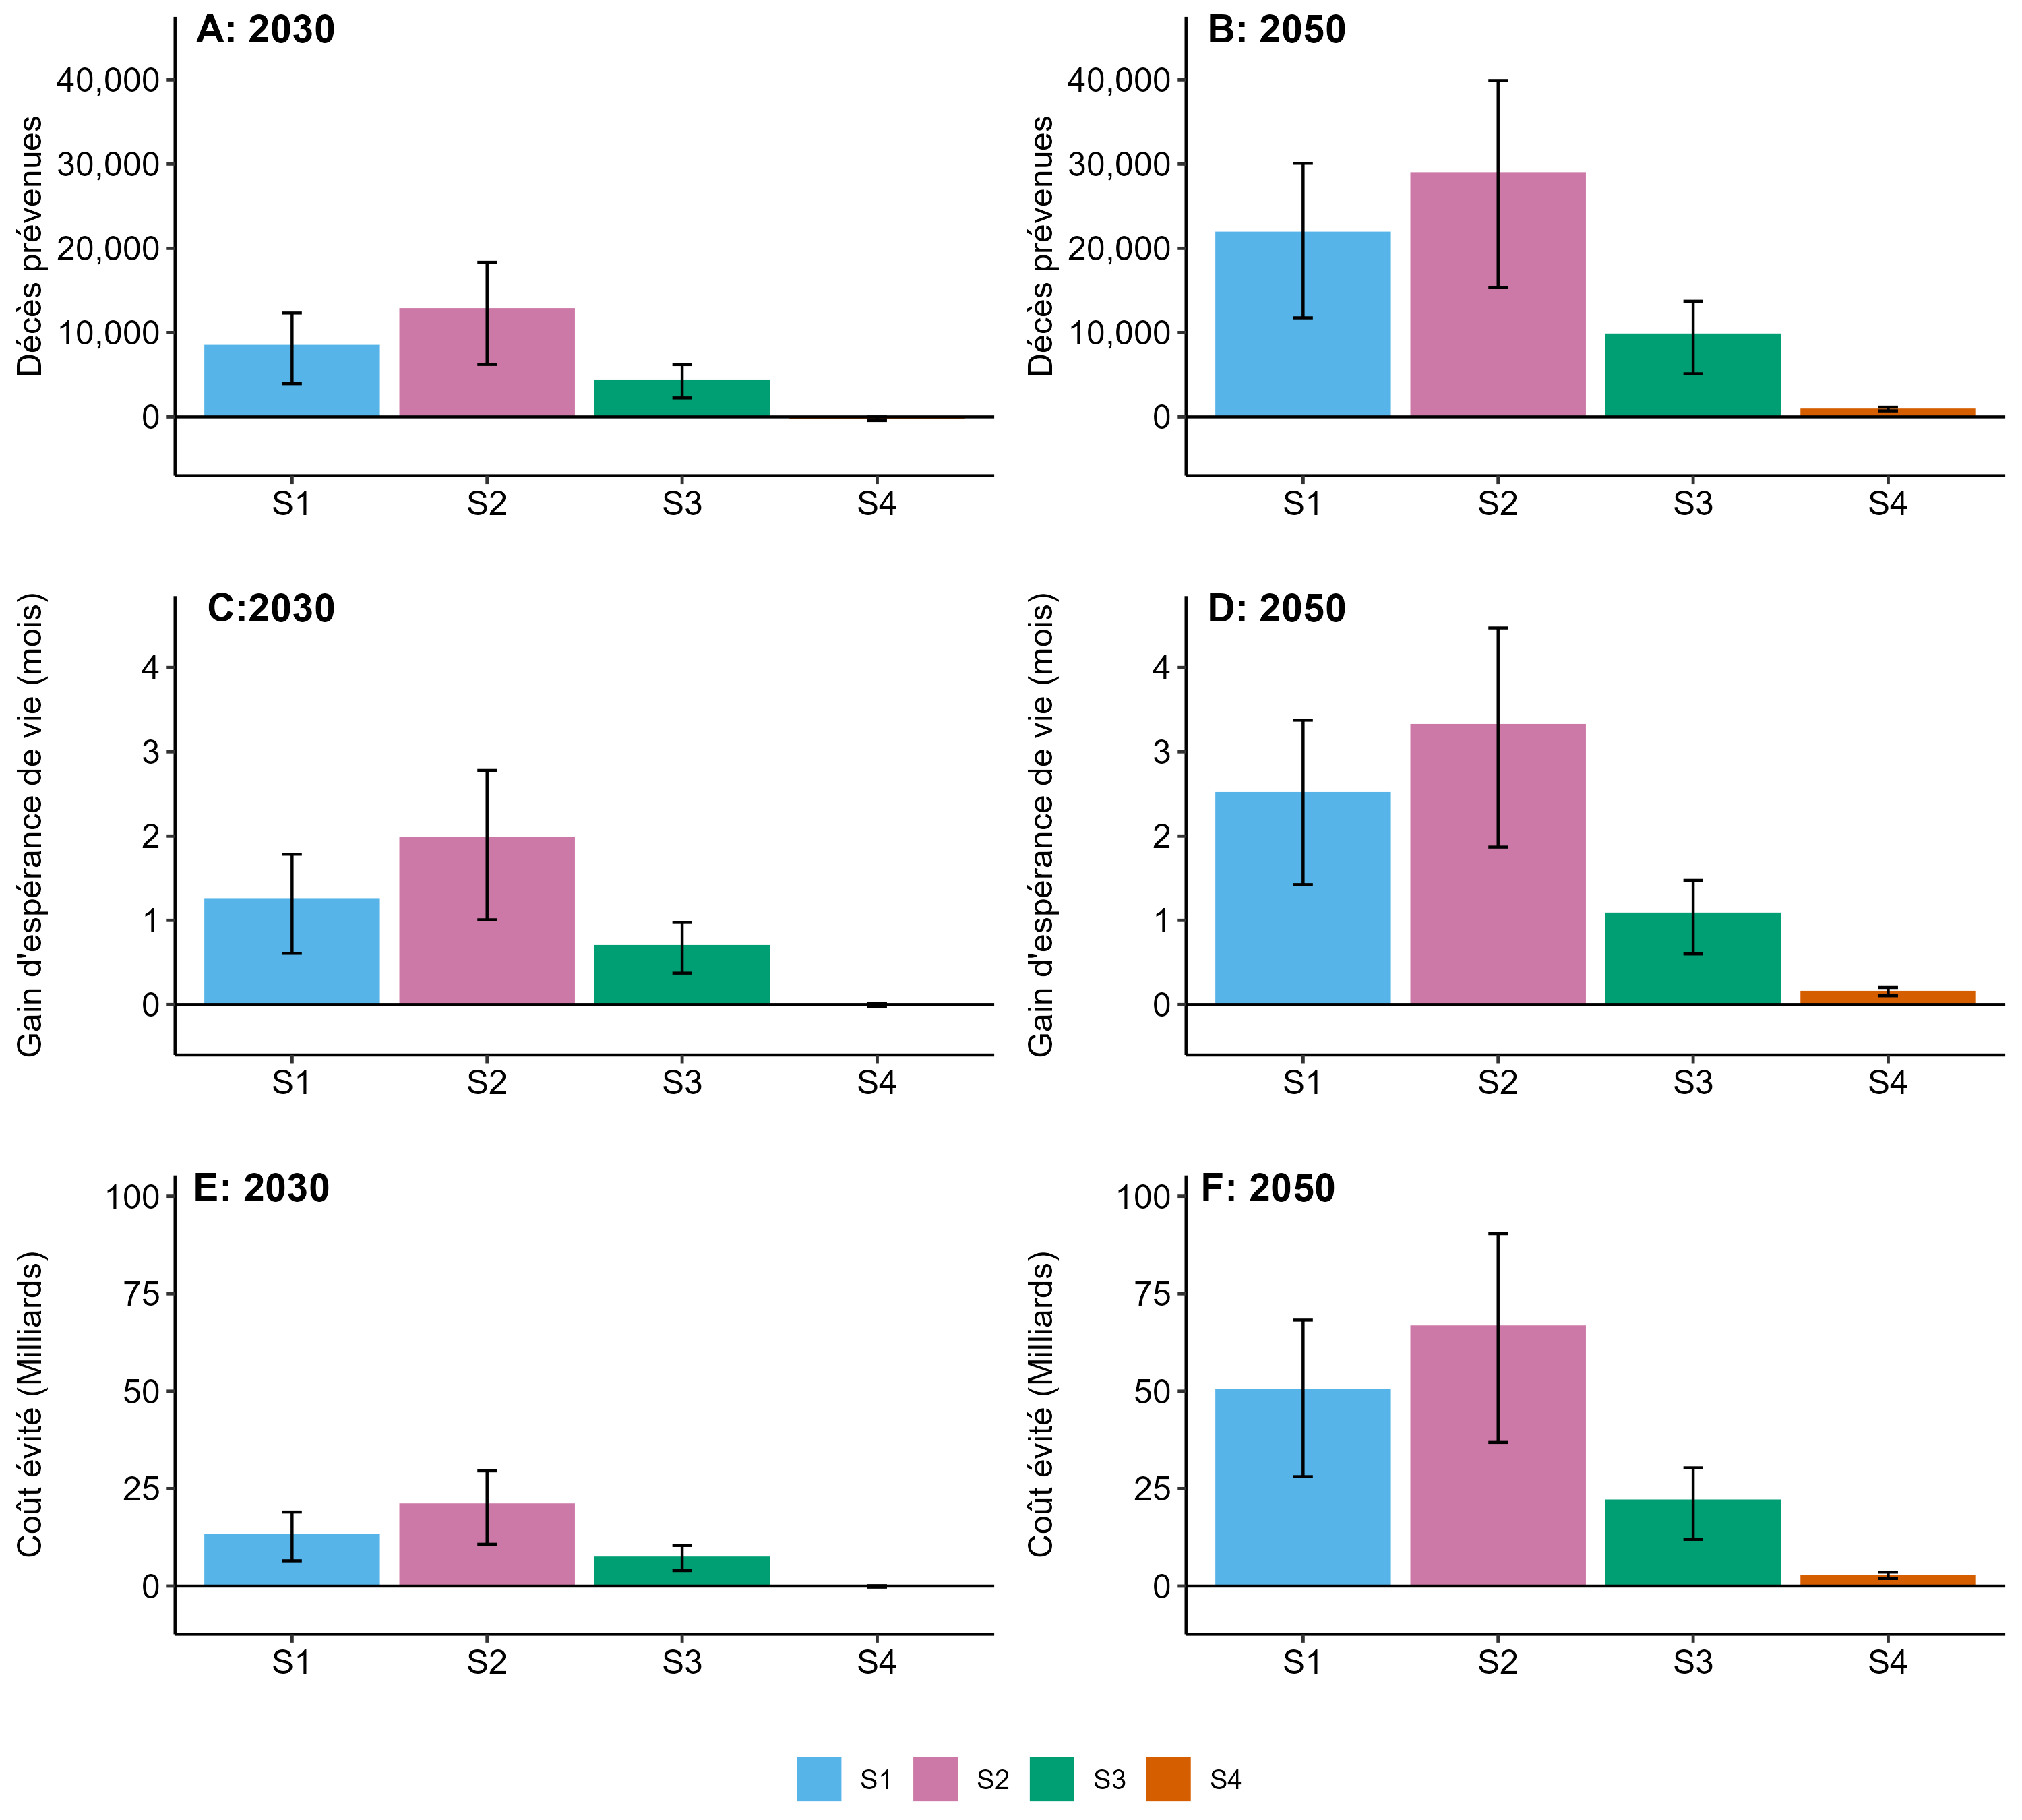 A: 2030
Décès prévenues
40,000
30,000
20,000
10,000
0
S1 S2 S3 S4
B: 2050
Décès prévenues
40,000
30,000
20,000
10,000
0
S1 S2 S3 S4
C:2030
Gain d'espérance de vie (mois)
4
3
2
1
0
S1 S2 S3 S4
D: 2050
Gain d'espérance de vie (mois)
4
3
2
1
0
S1 S2 S3 S4
E: 2030
Coût évité (Milliards)
100
75
50
25
0
S1 S2 S3 S4
F: 2050
Coût évité (Milliards)
100
75
50
25
0
S1 S2 S3 S4
S1 S2 S3 S4